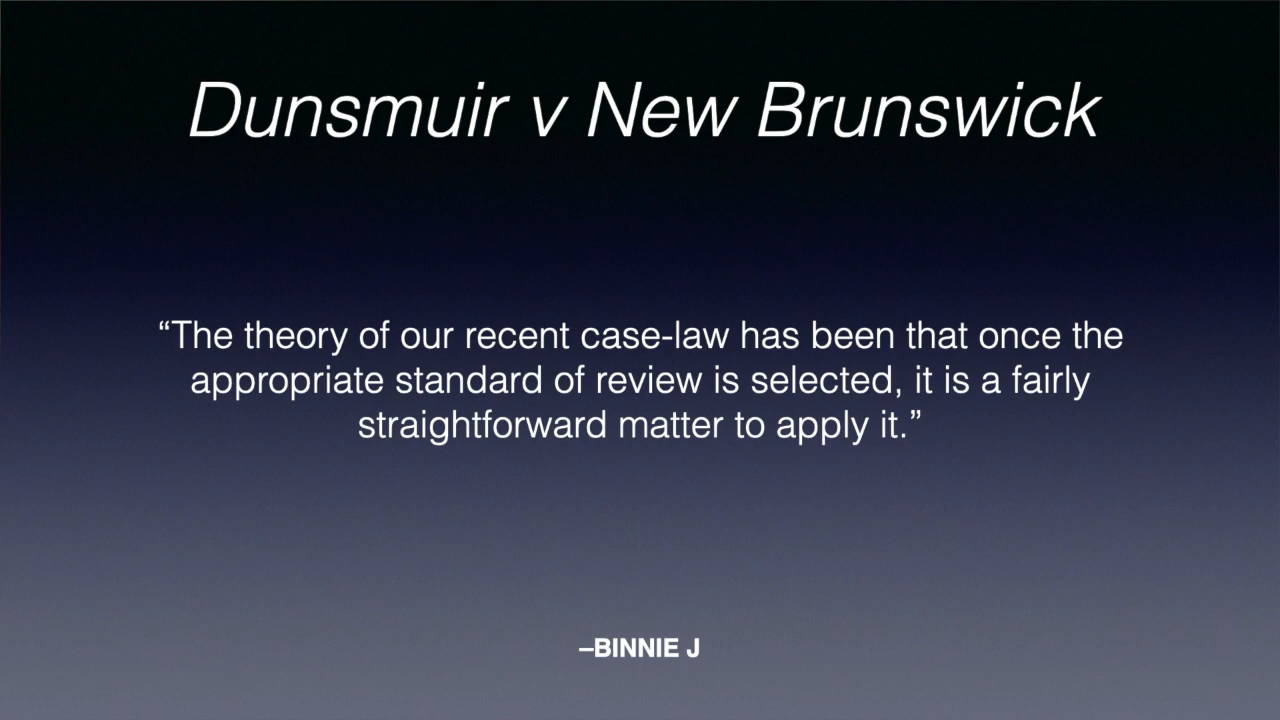 Dunsmuir v New Brunswick
“The theory of our recent case-law has been that once the
appropriate standard of review is selected, it is a fairly
straightforward matter to apply it.”
–BINNIE J